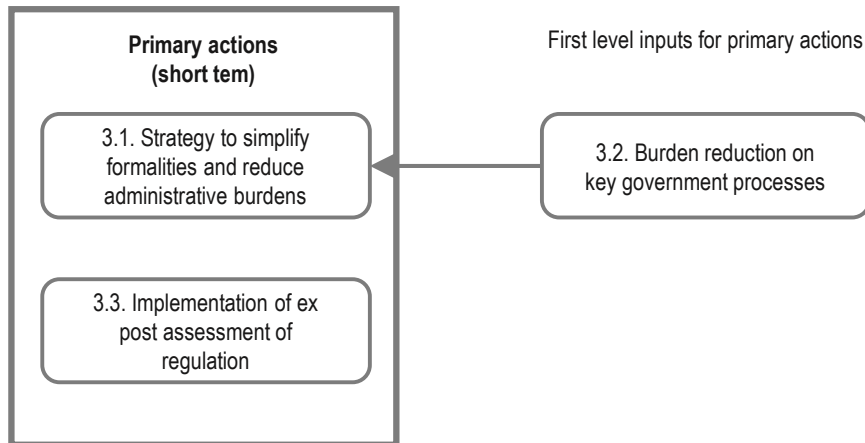 Primary actions
(short tem)
First level inputs for primary actions
3.1. Strategy to simplify
formalities and reduce
administrative burdens
3.2. Burden reduction on
key government processes
3.3. Implementation of ex
post assessment of
regulation